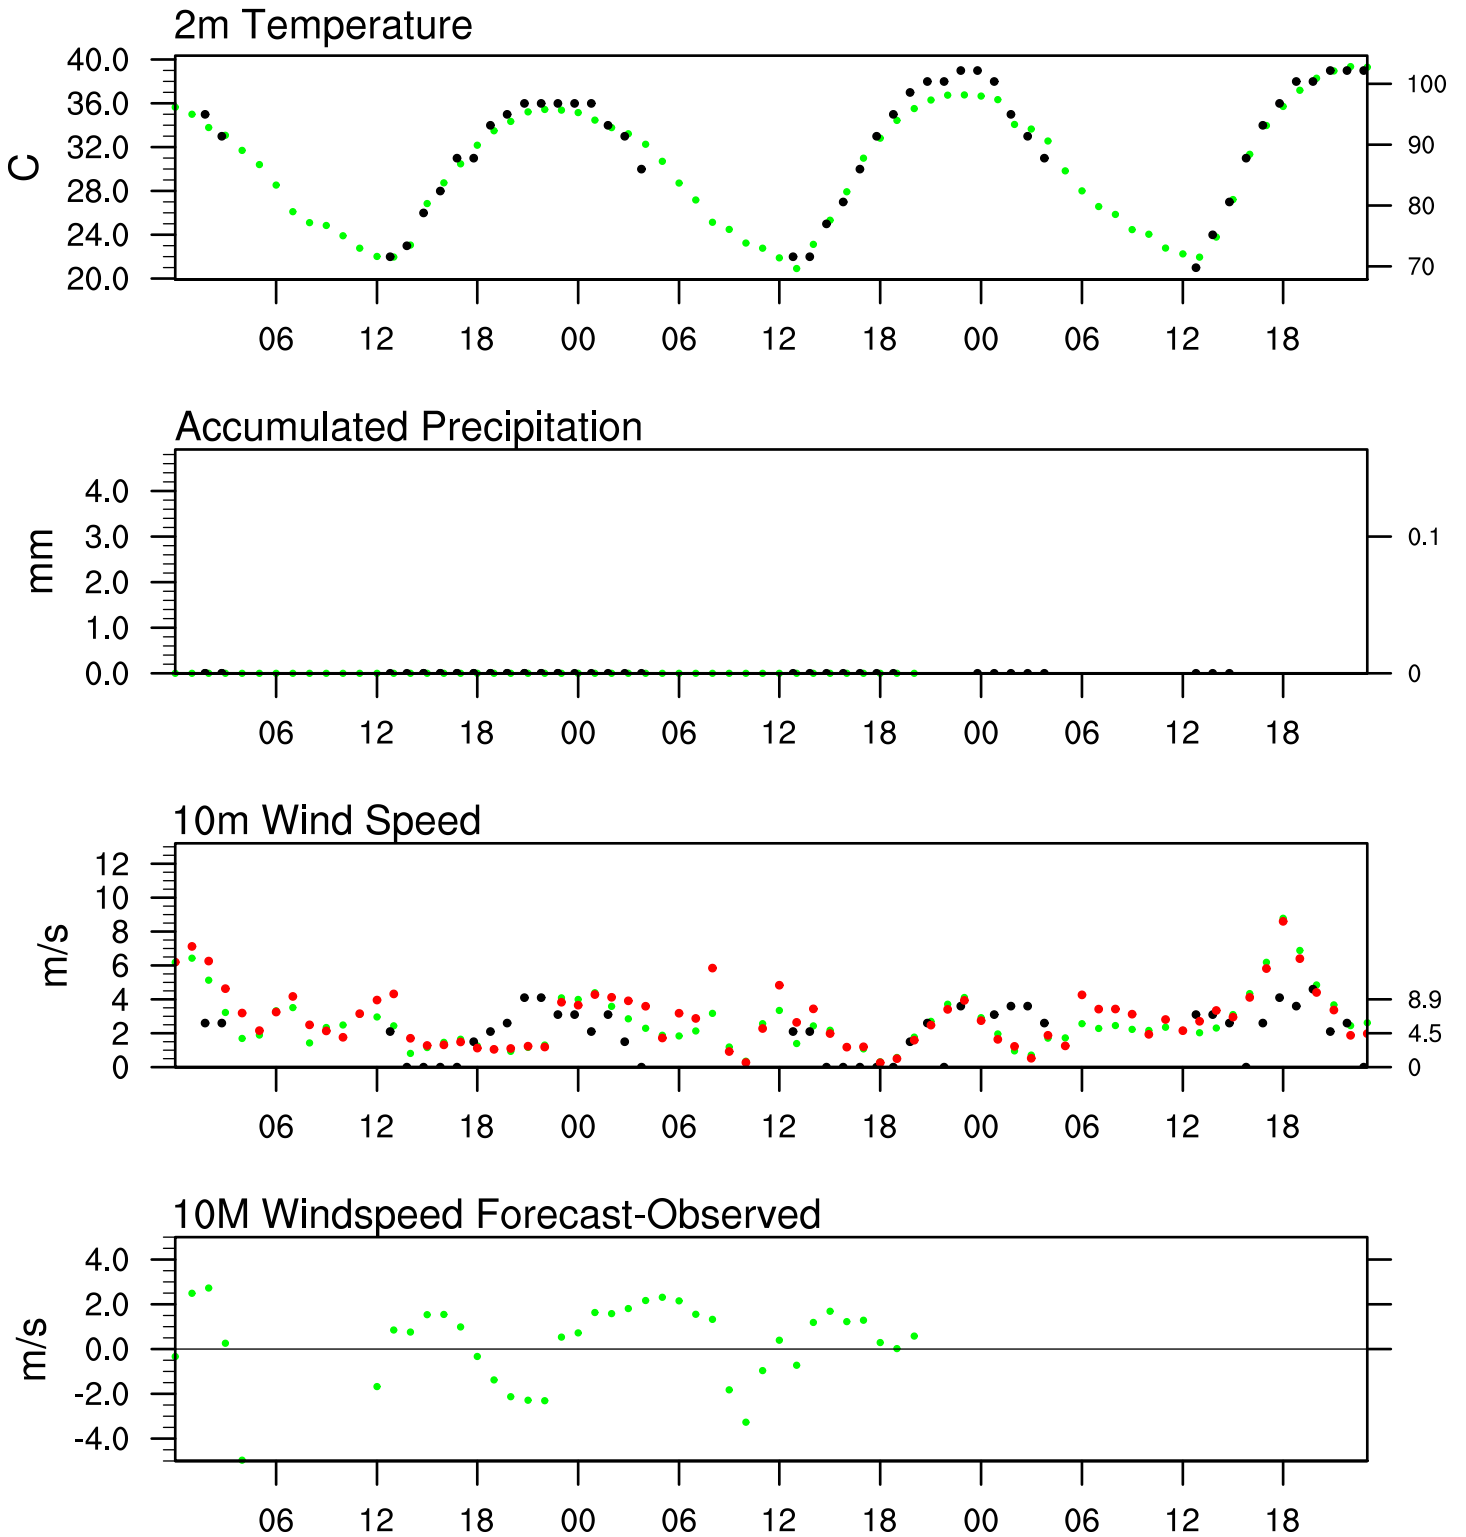 2m Temperature
40.0
36.0
32.0
28.0
24.0
20.0
C
100
90
80
70
06 12 18 00 06 12 18 00 06 12 18
Accumulated Precipitation
4.0
3.0
2.0
1.0
0.0
mm
0.1
0
06 12 18 00 06 12 18 00 06 12 18
10m Wind Speed
12
10
8
6
4
2
0
m/s
8.9
4.5
0
06 12 18 00 06 12 18 00 06 12 18
10M Windspeed Forecast-Observed
4.0
2.0
0.0
-2.0
-4.0
m/s
06 12 18 00 06 12 18 00 06 12 18